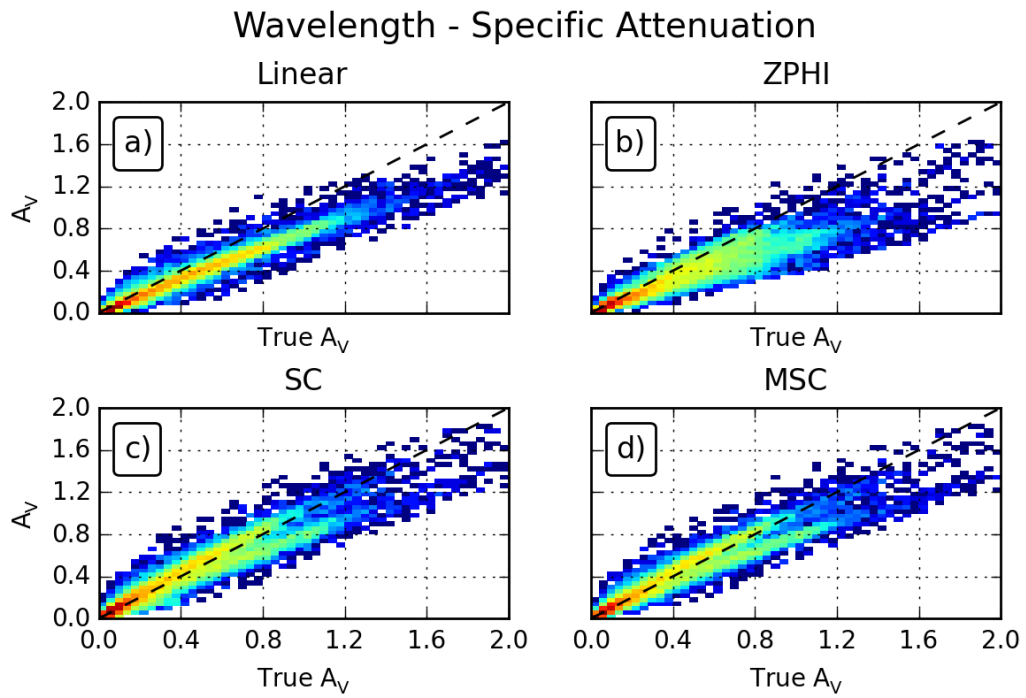 Wavelength - Specific Attenuation
Linear
ZPHI
a)
b)
2.0
1.6
1.2
0.8
0.4
0.0
A_V
True A_V
True A_V
SC
MSC
c)
d)
2.0
1.6
1.2
0.8
0.4
0.0
A_V
0.0 0.4 0.8 1.2 1.6 2.0
0.0 0.4 0.8 1.2 1.6 2.0
True A_V
True A_V